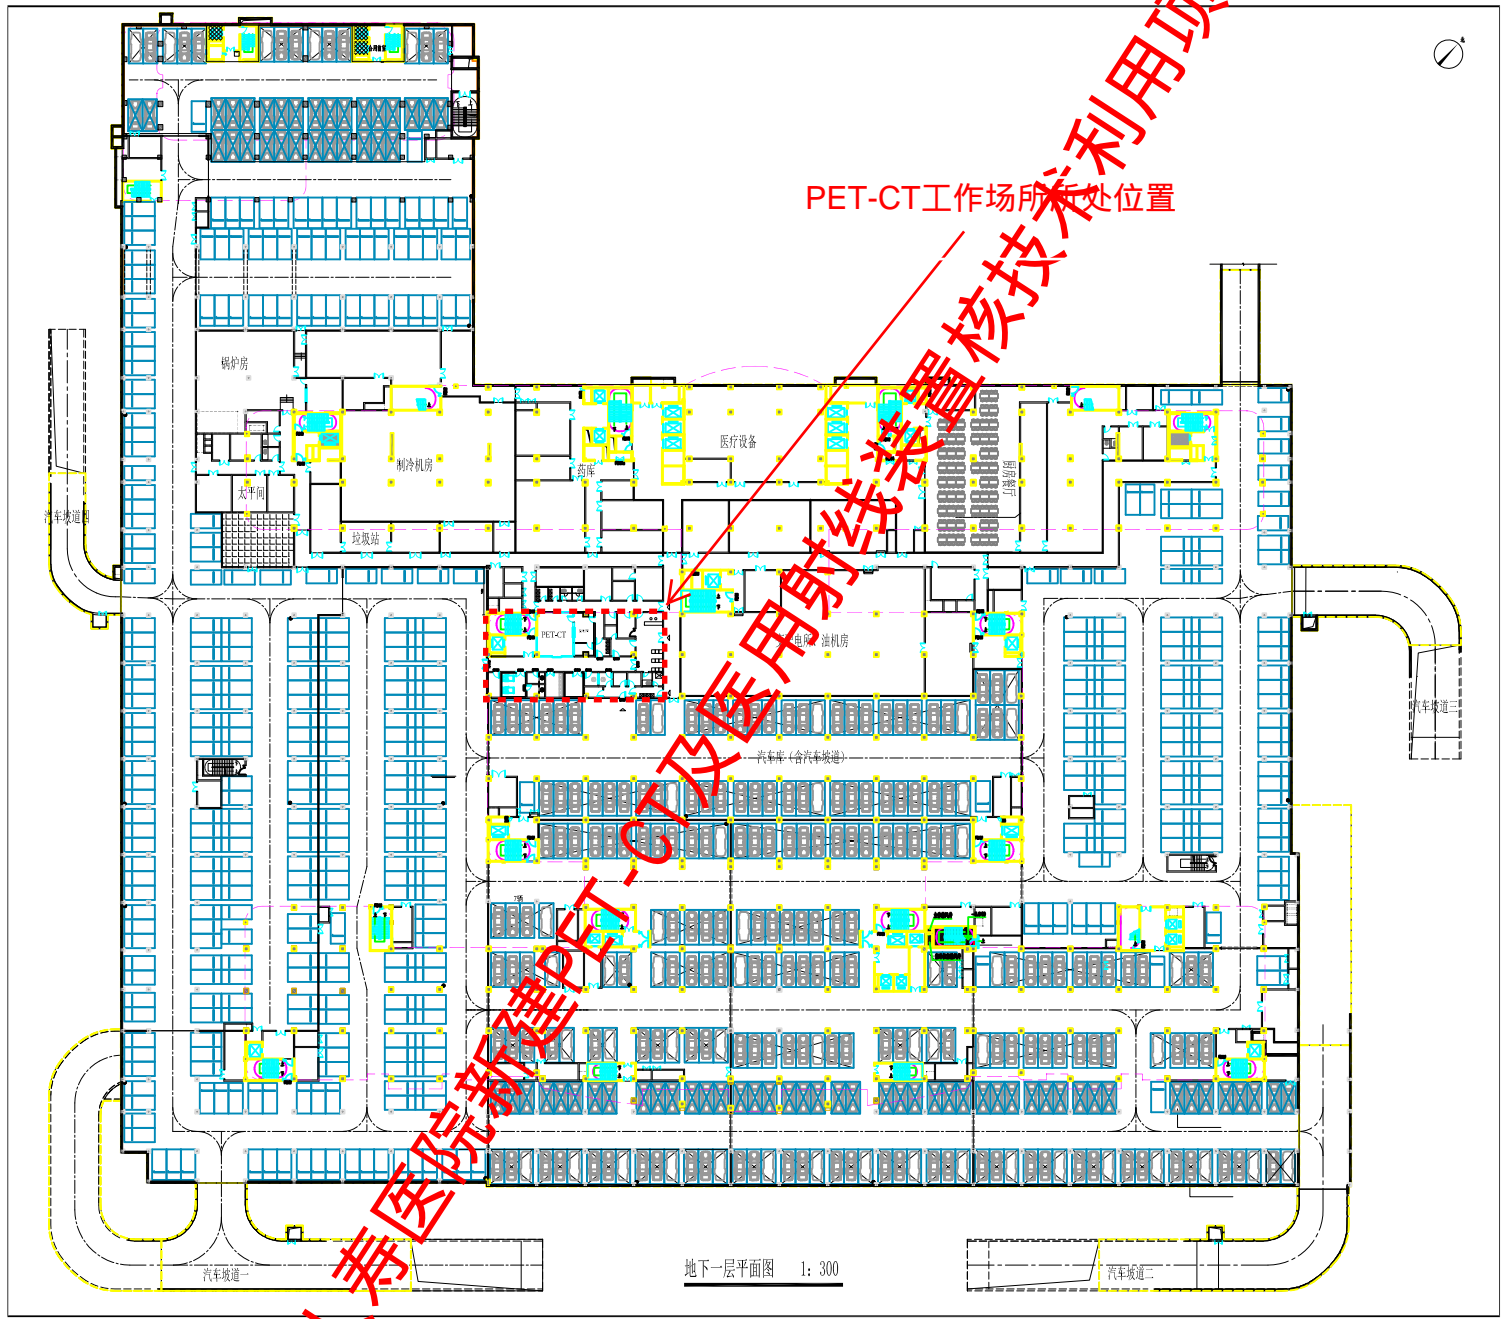 PET-CT工作场所所处位置
锅炉房
医疗设备
制冷机房
药库
厨房餐厅
太平间
汽车坡道四
垃圾站
PET-CT
油机房
汽车坡道三
汽车库（含汽车坡道）
寿医院新建PET-CT及医用射线装置核技术利用项
地下一层平面图 1: 300
汽车坡道一
汽车坡道二